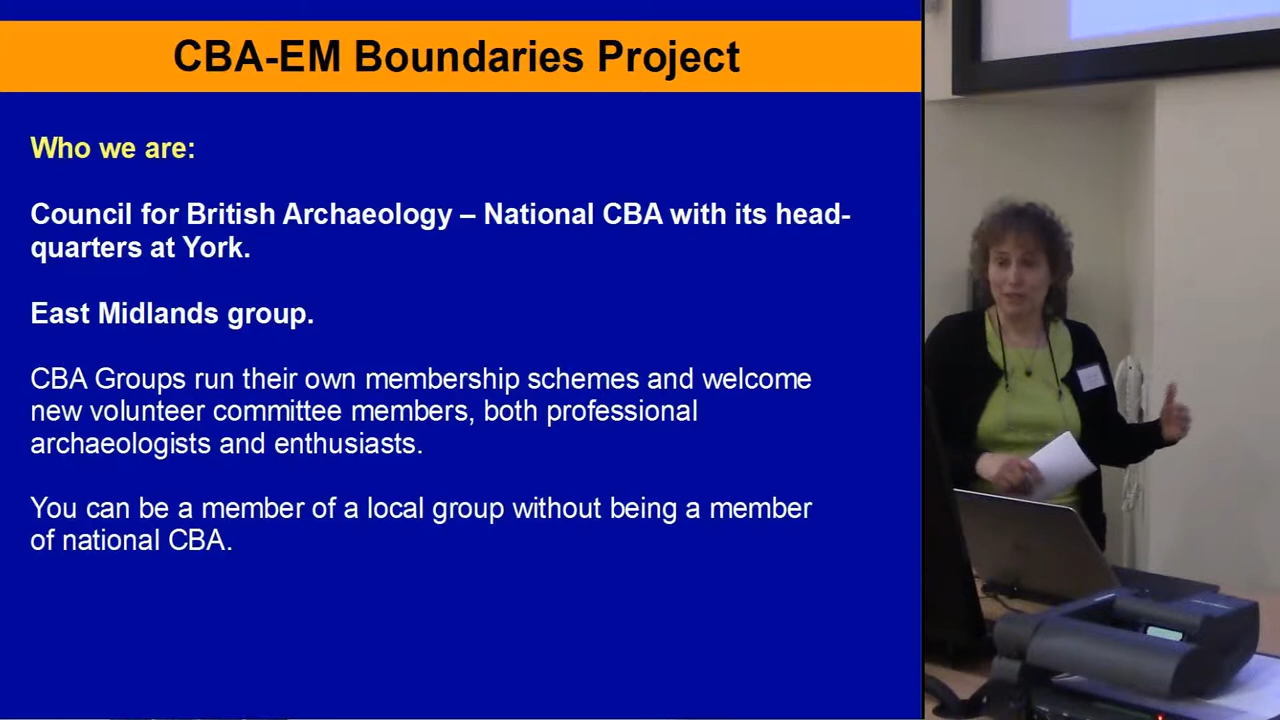 CBA-EM Boundaries Project
Who we are:
Council for British Archaeology – National CBA with its head-
quarters at York.
East Midlands group.
CBA Groups run their own membership schemes and welcome
new volunteer committee members, both professional
archaeologists and enthusiasts.
You can be a member of a local group without being a member
of national CBA.